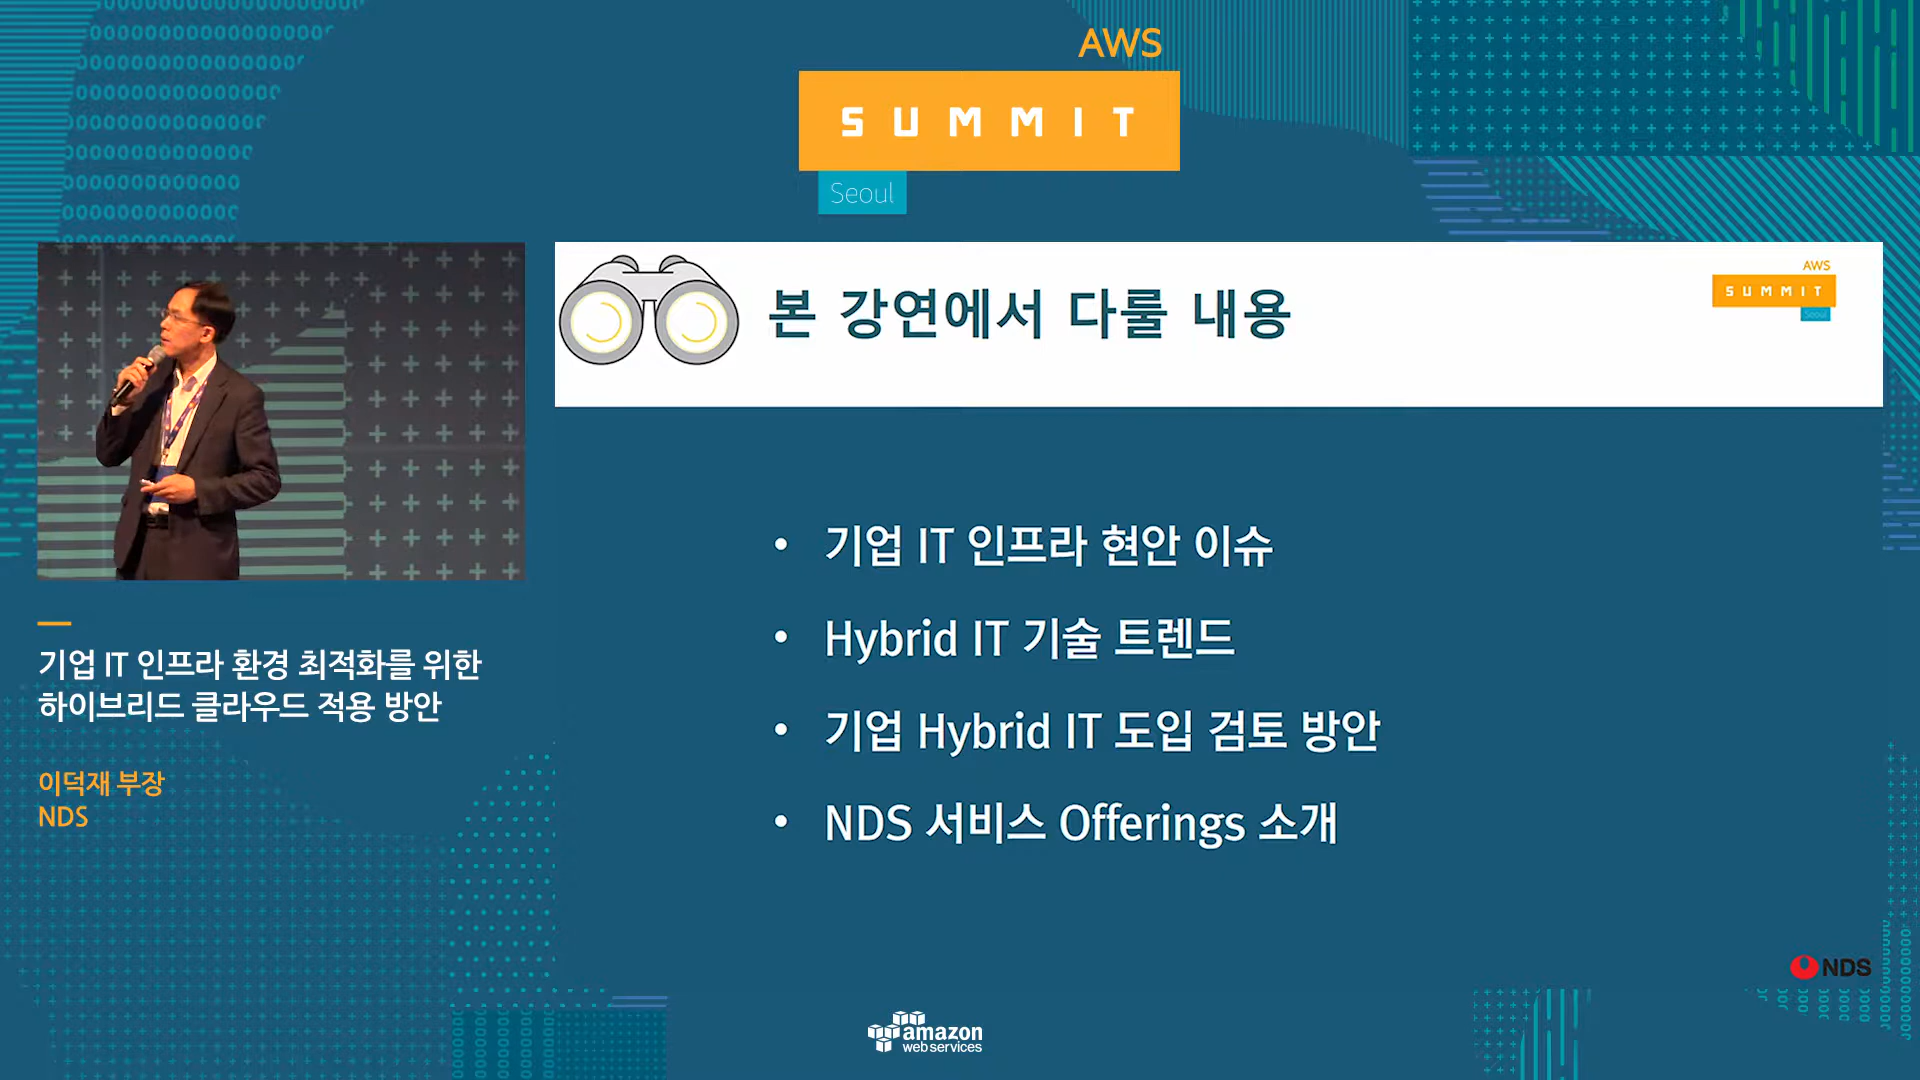 AWS
SUMMIT
Seoul
본 강연에서 다룰 내용
AWS
SUMMIT
Seoul
• 기업 IT 인프라 현안 이슈
• Hybrid IT 기술 트렌드
• 기업 Hybrid IT 도입 검토 방안
• NDS 서비스 Offerings 소개
기업 IT 인프라 환경 최적화를 위한
하이브리드 클라우드 적용 방안
이덕재 부장
NDS
NDS
amazon
web services